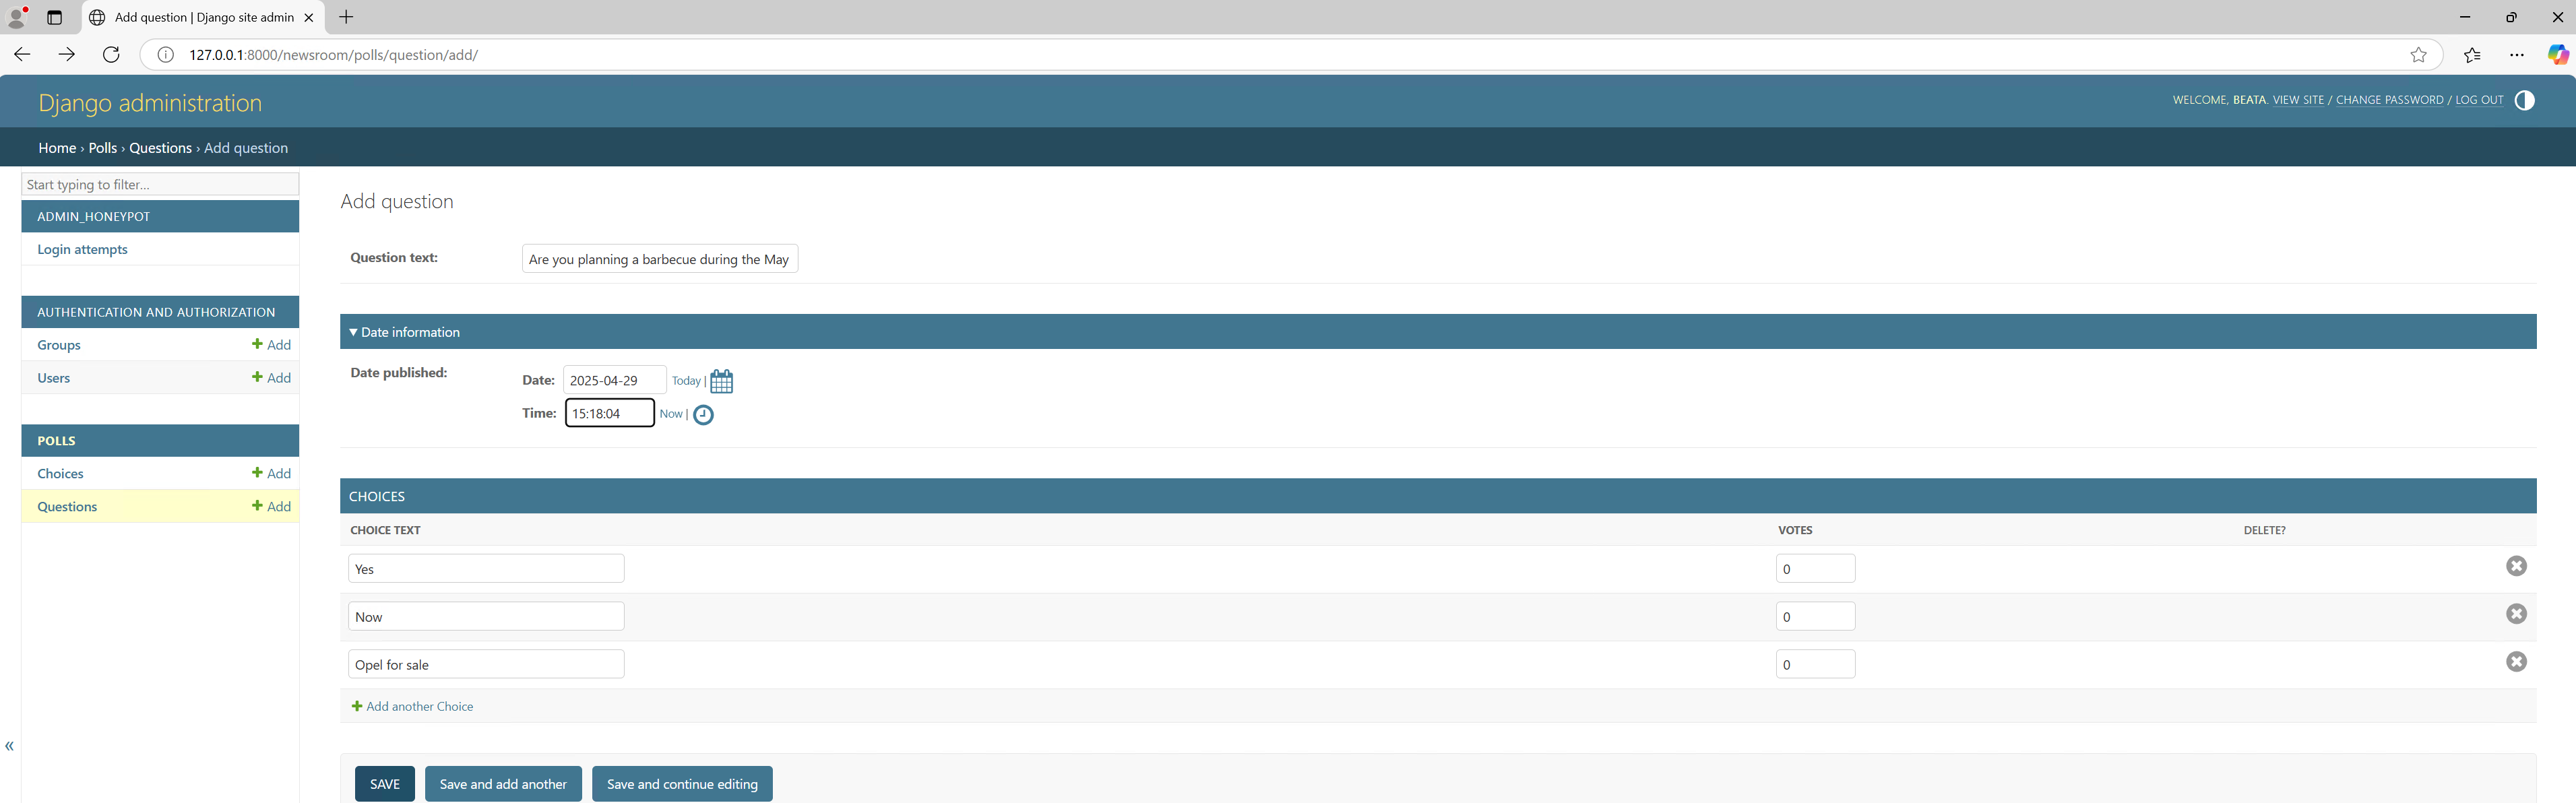 Add question | Django site admin
127.0.0.1:8000/newsroom/polls/question/add/
Django administration
WELCOME, BEATA. VIEW SITE / CHANGE PASSWORD / LOG OUT
Home › Polls › Questions › Add question
Start typing to filter...
ADMIN_HONEYPOT
Login attempts
AUTHENTICATION AND AUTHORIZATION
Groups Add
Users Add
POLLS
Choices Add
Questions Add
Add question
Question text: Are you planning a barbecue during the May
Date information
Date published: Date: 2025-04-29 Today |
Time: 15:18:04 Now |
CHOICES
CHOICE TEXT VOTES DELETE?
Yes 0
Now 0
Opel for sale 0
Add another Choice
«
SAVE Save and add another Save and continue editing